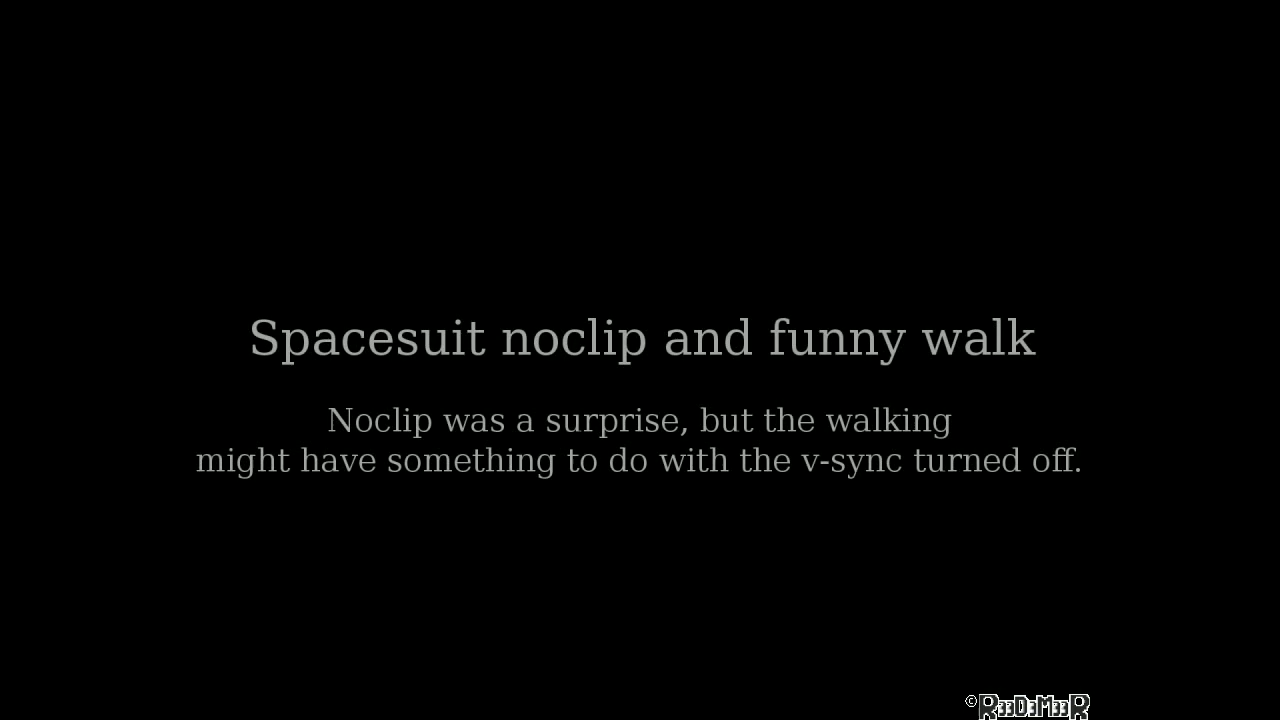 Spacesuit noclip and funny walk
Noclip was a surprise, but the walking
might have something to do with the v-sync turned off.
©R33D3M33R